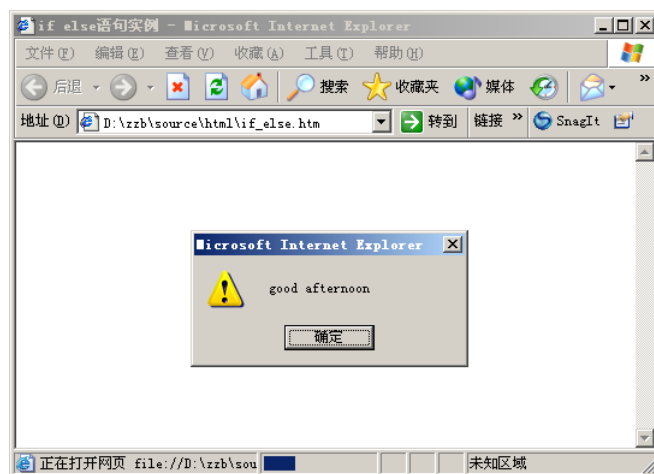 if else语句实例 - Microsoft Internet Explorer
文件(F) 编辑(E) 查看(V) 收藏(A) 工具(T) 帮助(H) »
后退 搜索 收藏夹 媒体 »
地址(D) D:\zzb\source\html\if_else.htm 转到 链接 » SnagIt
Microsoft Internet Explorer
good afternoon
确定
正在打开网页 file://D:\zzb\sou 未知区域